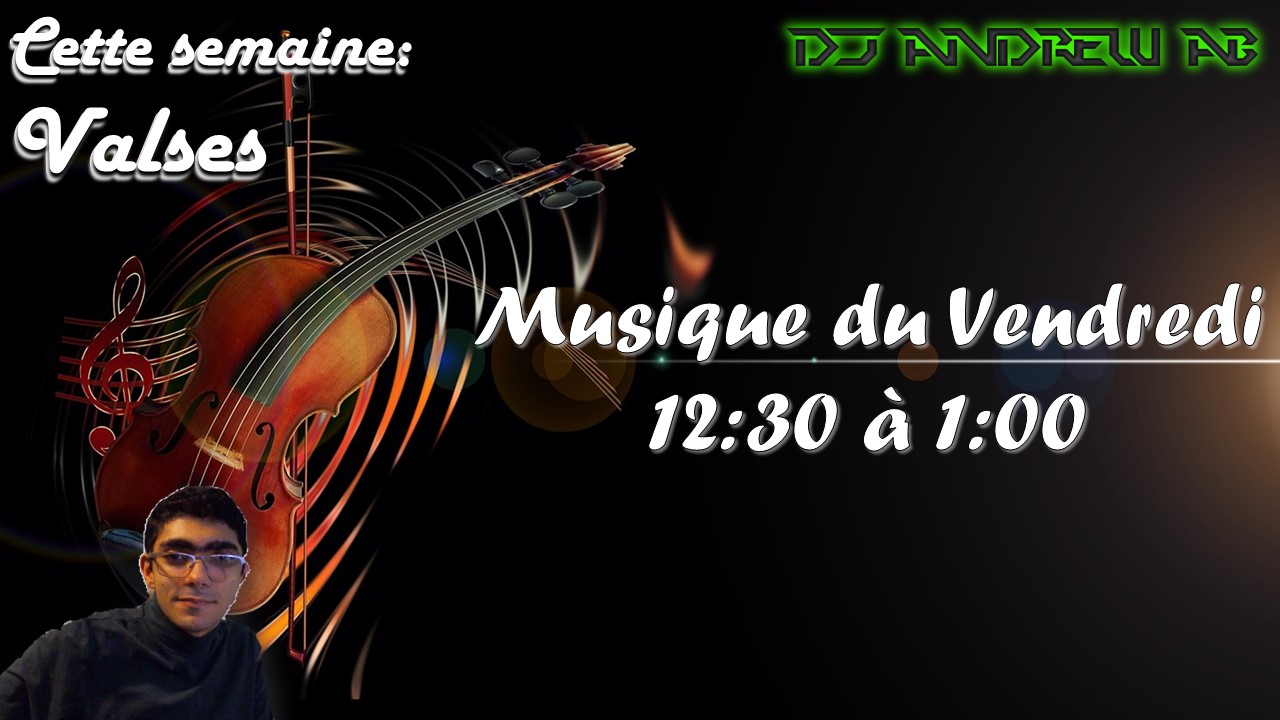 Cette semaine:
Valses
DJ ANDREW AB
Musique du Vendredi
12:30 à 1:00